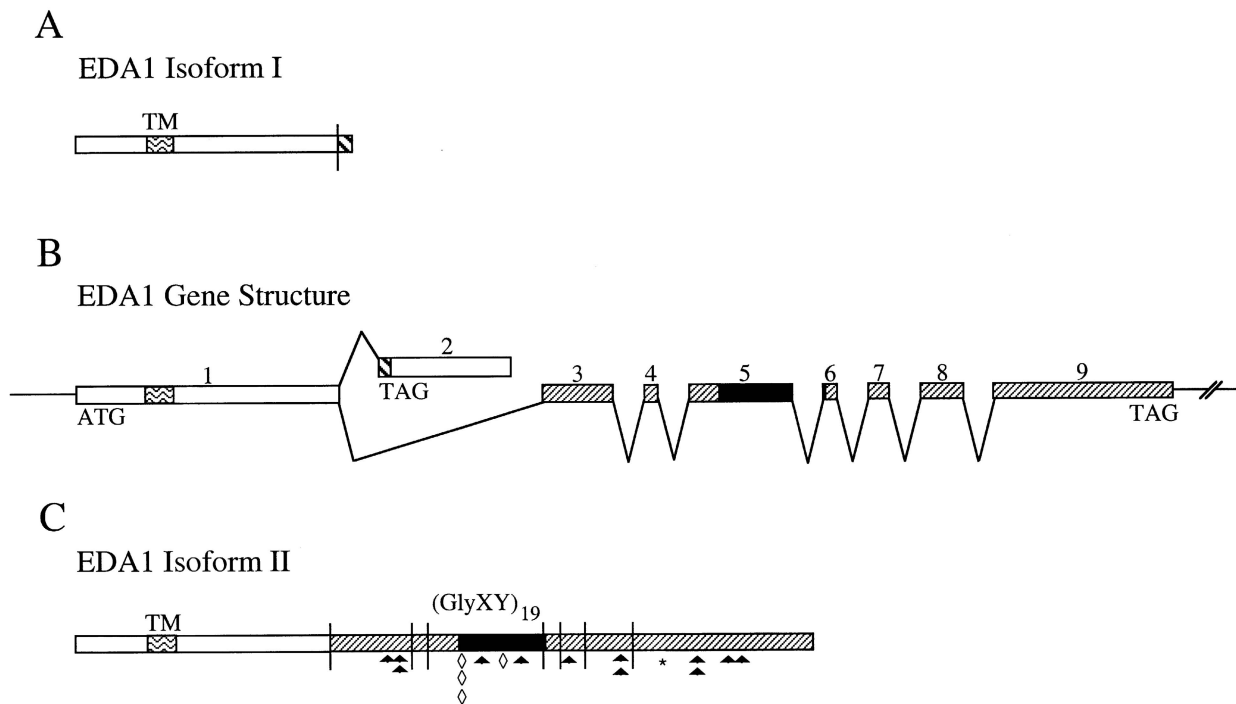 A
EDA1 Isoform I
TM
B
EDA1 Gene Structure
1 2 3 4 5 6 7 8 9
ATG TAG TAG
C
EDA1 Isoform II
(GlyXY)19
TM
*